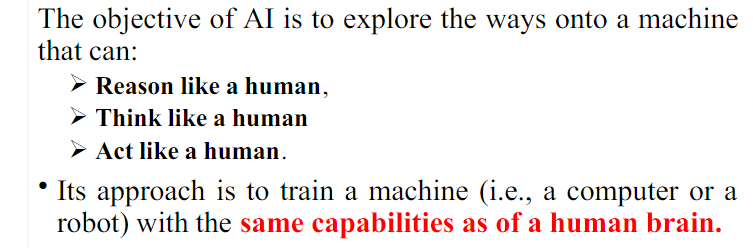 The objective of AI is to explore the ways onto a machine
that can:
➢ Reason like a human,
➢ Think like a human
➢ Act like a human.
• Its approach is to train a machine (i.e., a computer or a
robot) with the same capabilities as of a human brain.